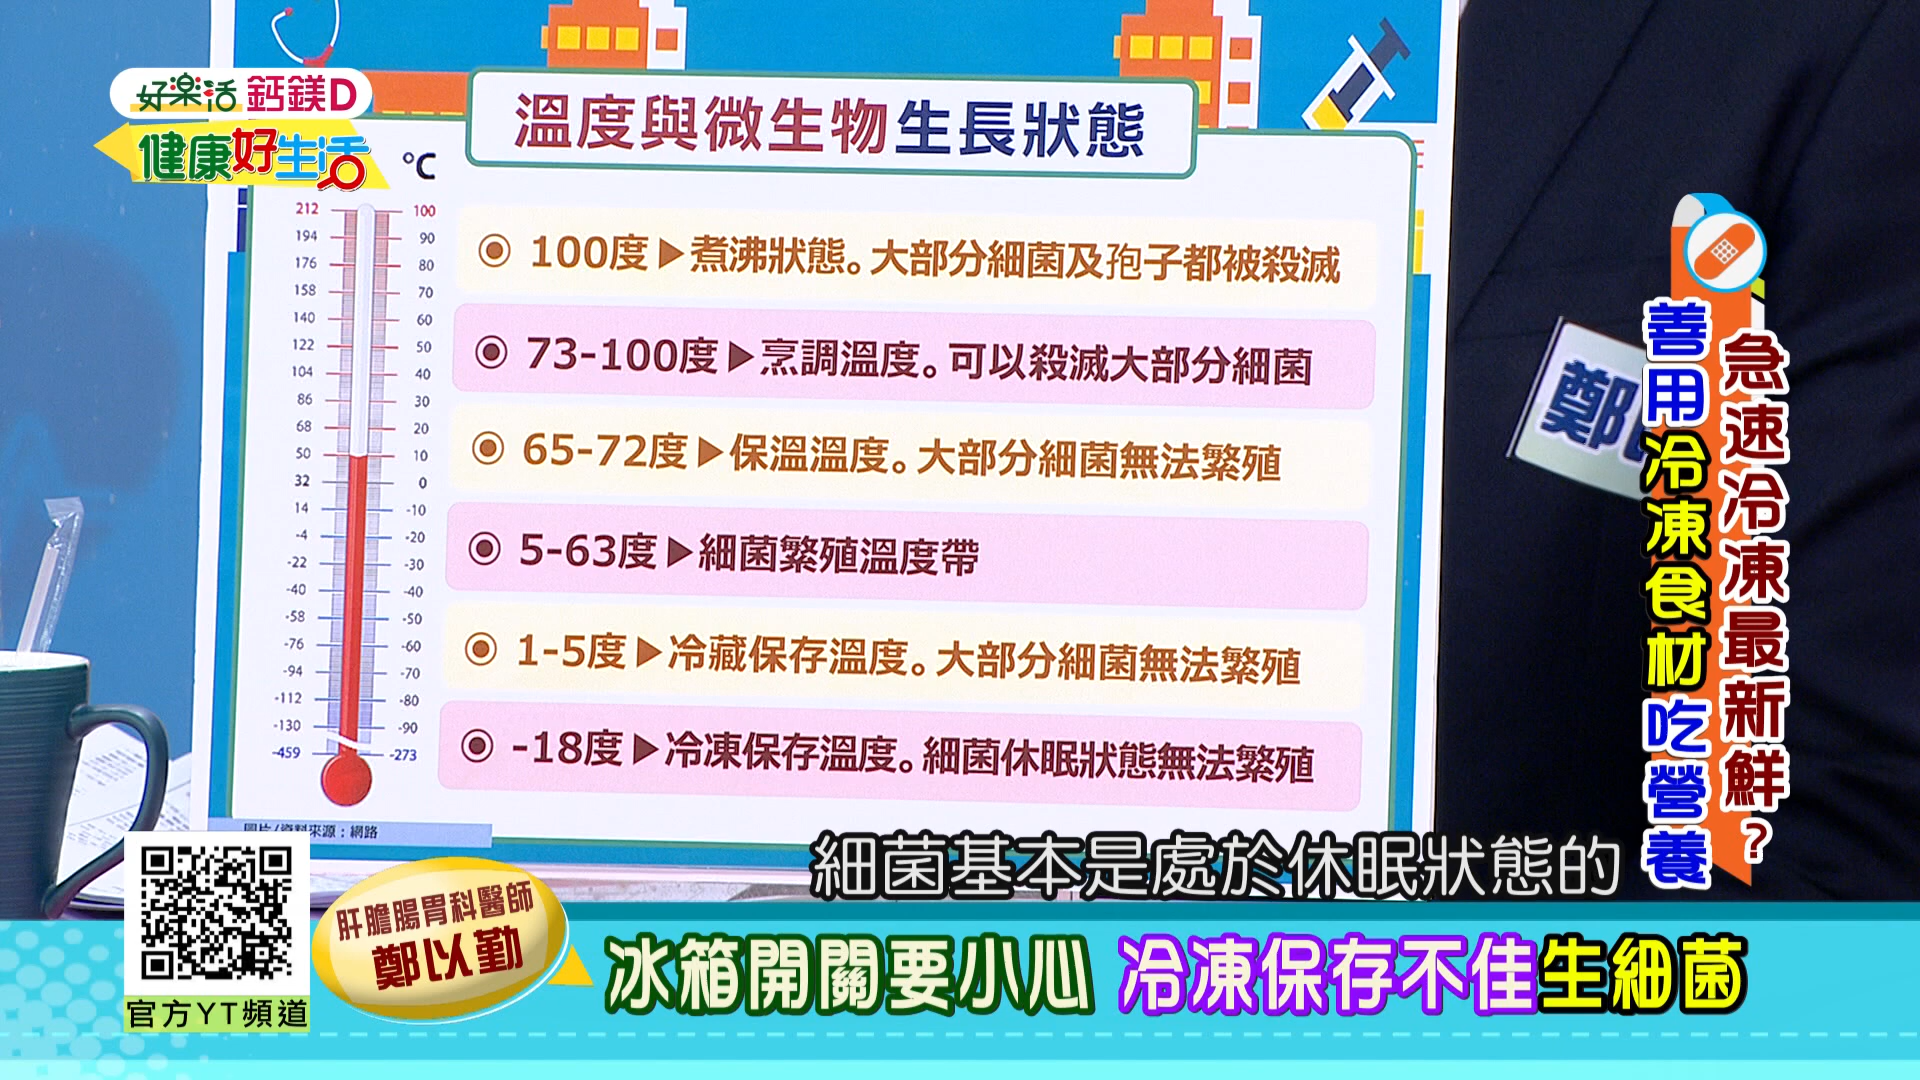 好樂活 鈣鎂D
健康好生活
溫度與微生物生長狀態
°C
212 100
194 90
176 80
158 70
140 60
122 50
104 40
86 30
68 20
50 10
32 0
14 -10
-4 -20
-22 -30
-40 -40
-58 -50
-76 -60
-94 -70
-112 -80
-130 -90
-459 -273
100度▶煮沸狀態。大部分細菌及孢子都被殺滅
73-100度▶烹調溫度。可以殺滅大部分細菌
65-72度▶保溫溫度。大部分細菌無法繁殖
5-63度▶細菌繁殖溫度帶
1-5度▶冷藏保存溫度。大部分細菌無法繁殖
-18度▶冷凍保存溫度。細菌休眠狀態無法繁殖
圖片/資料來源：網路
鄭
急速冷凍最新鮮?
善用冷凍食材吃營養
細菌基本是處於休眠狀態的
肝膽腸胃科醫師
鄭以勤
冰箱開關要小心 冷凍保存不佳生細菌
官方YT頻道